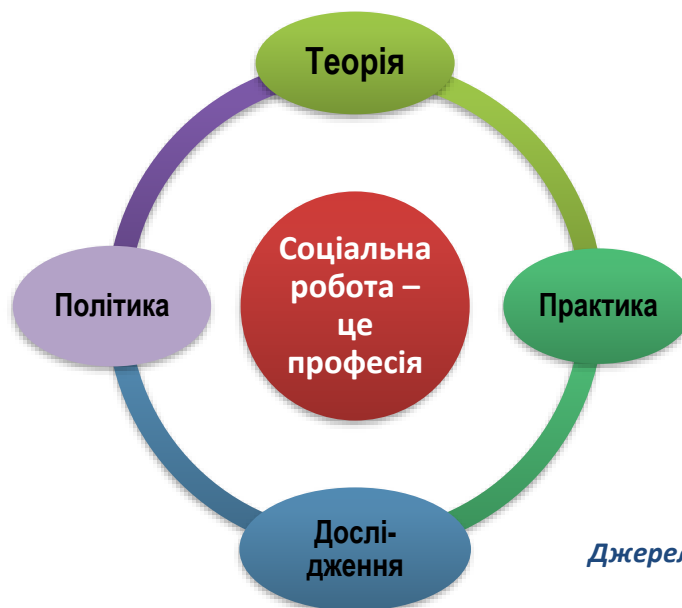 Теорія
Соціальна
робота –
це
професія
Політика
Практика
Дослі-
дження